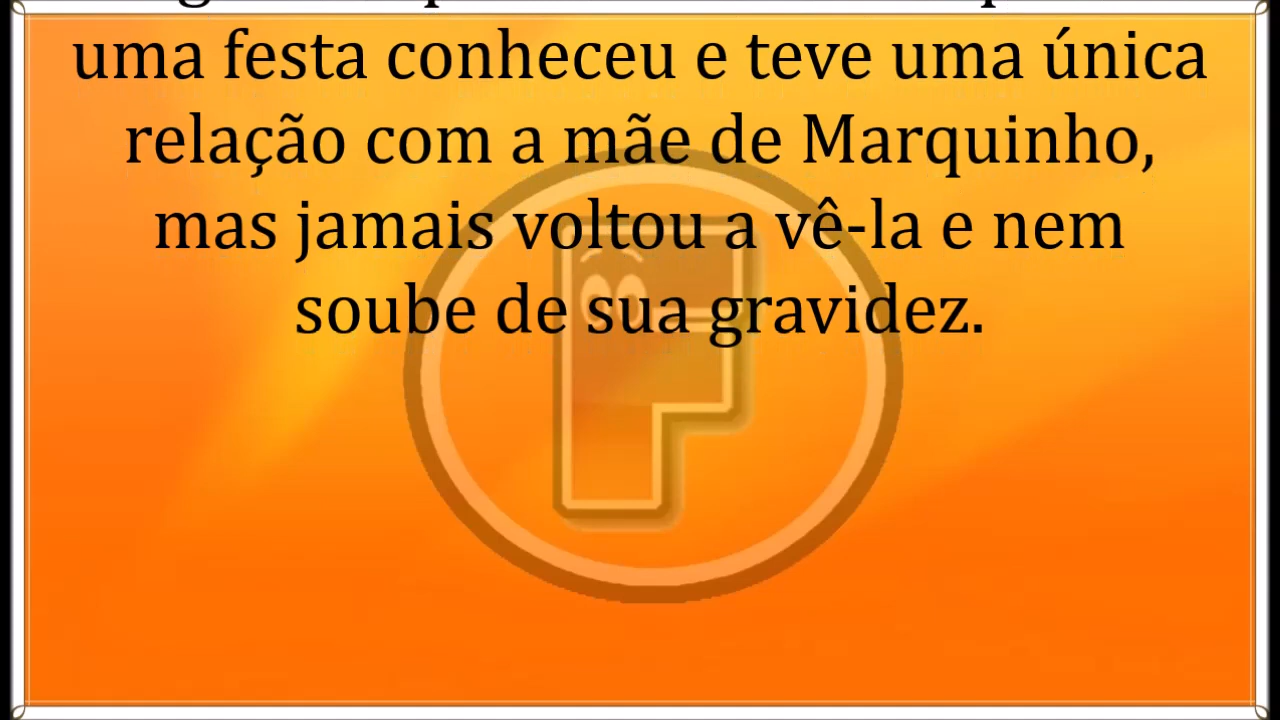 uma festa conheceu e teve uma única
relação com a mãe de Marquinho,
mas jamais voltou a vê-la e nem
soube de sua gravidez.